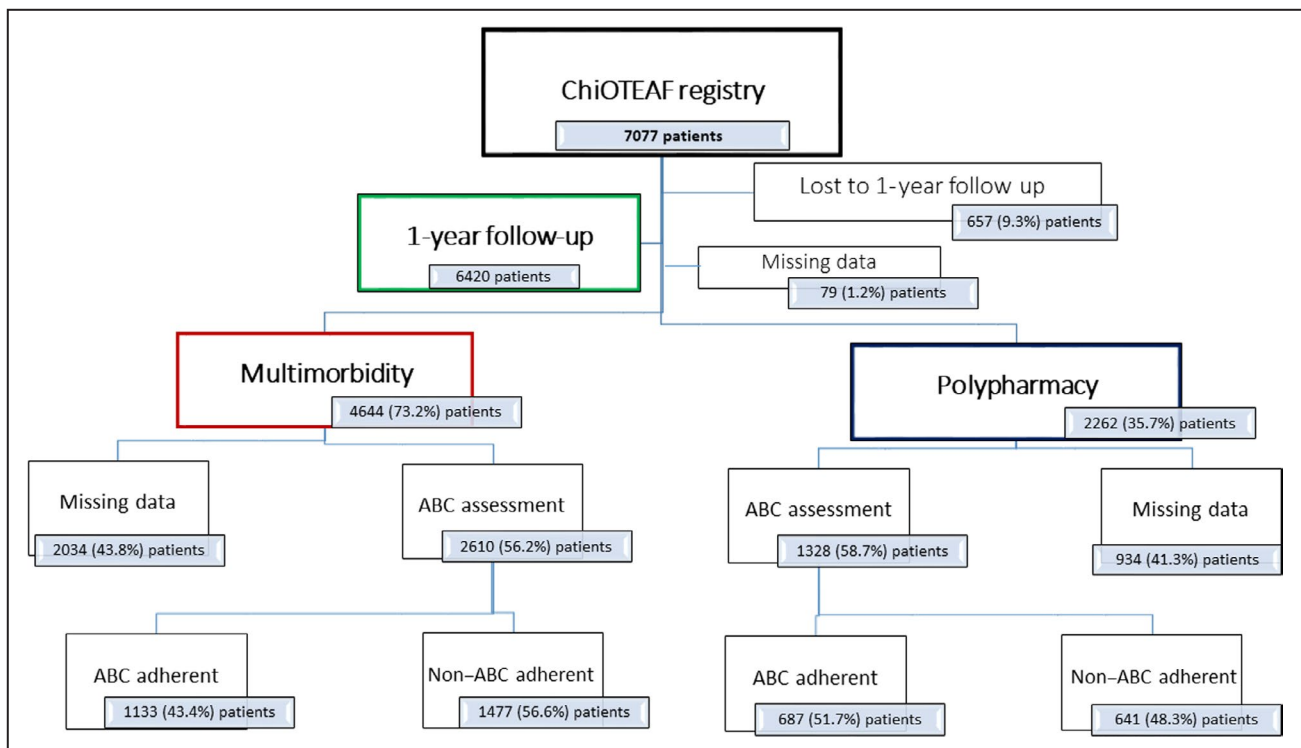 ChiOTEAF registry
7077 patients
Lost to 1-year follow up
657 (9.3%) patients
1-year follow-up
6420 patients
Missing data
79 (1.2%) patients
Multimorbidity
4644 (73.2%) patients
Polypharmacy
2262 (35.7%) patients
Missing data
2034 (43.8%) patients
ABC assessment
2610 (56.2%) patients
ABC assessment
1328 (58.7%) patients
Missing data
934 (41.3%) patients
ABC adherent
1133 (43.4%) patients
Non–ABC adherent
1477 (56.6%) patients
ABC adherent
687 (51.7%) patients
Non–ABC adherent
641 (48.3%) patients